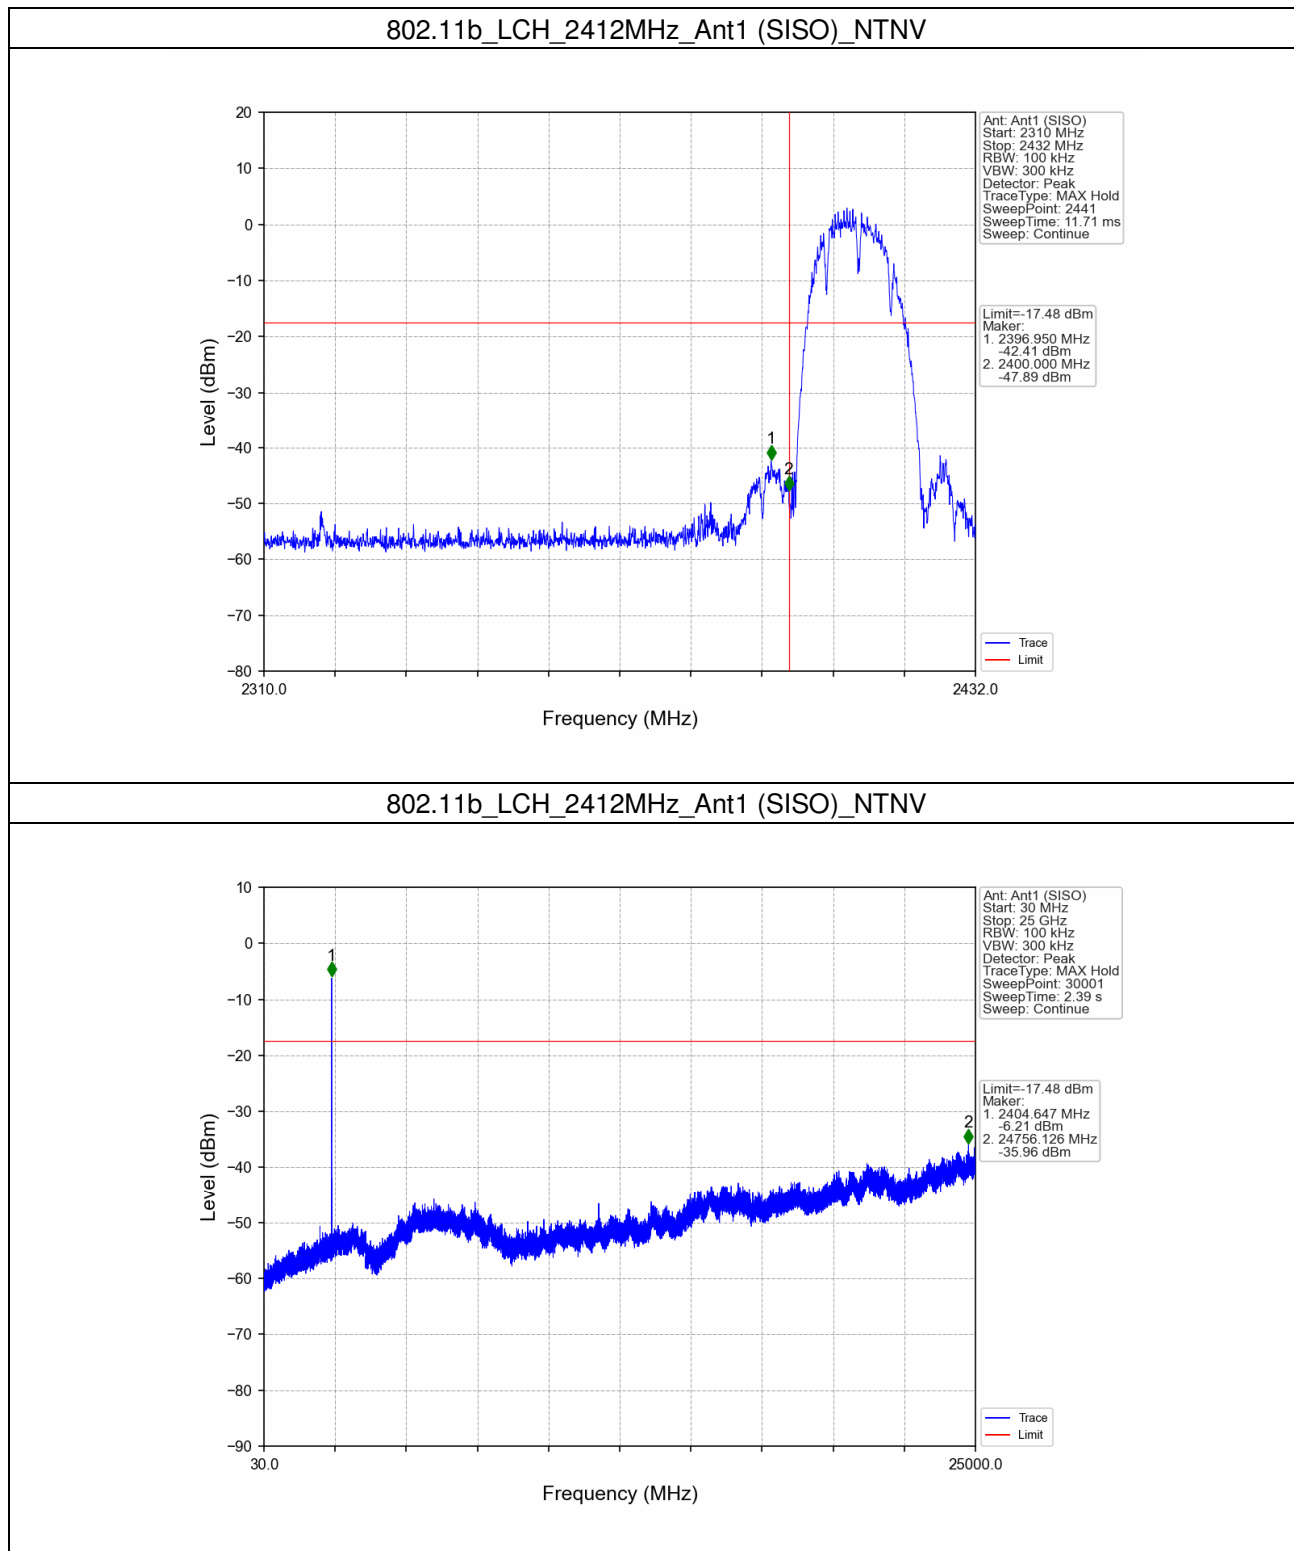 802.11b_LCH_2412MHz_Ant1 (SISO)_NTNV
20
10
0
−10
−20
−30
−40
−50
−60
−70
−80
Level (dBm)
2310.0
2432.0
Frequency (MHz)
1
2
Ant: Ant1 (SISO)
Start: 2310 MHz
Stop: 2432 MHz
RBW: 100 kHz
VBW: 300 kHz
Detector: Peak
TraceType: MAX Hold
SweepPoint: 2441
SweepTime: 11.71 ms
Sweep: Continue
Limit=-17.48 dBm
Maker:
1. 2396.950 MHz
-42.41 dBm
2. 2400.000 MHz
-47.89 dBm
Trace
Limit
802.11b_LCH_2412MHz_Ant1 (SISO)_NTNV
10
0
−10
−20
−30
−40
−50
−60
−70
−80
−90
Level (dBm)
30.0
25000.0
Frequency (MHz)
1
2
Ant: Ant1 (SISO)
Start: 30 MHz
Stop: 25 GHz
RBW: 100 kHz
VBW: 300 kHz
Detector: Peak
TraceType: MAX Hold
SweepPoint: 30001
SweepTime: 2.39 s
Sweep: Continue
Limit=-17.48 dBm
Maker:
1. 2404.647 MHz
-6.21 dBm
2. 24756.126 MHz
-35.96 dBm
Trace
Limit